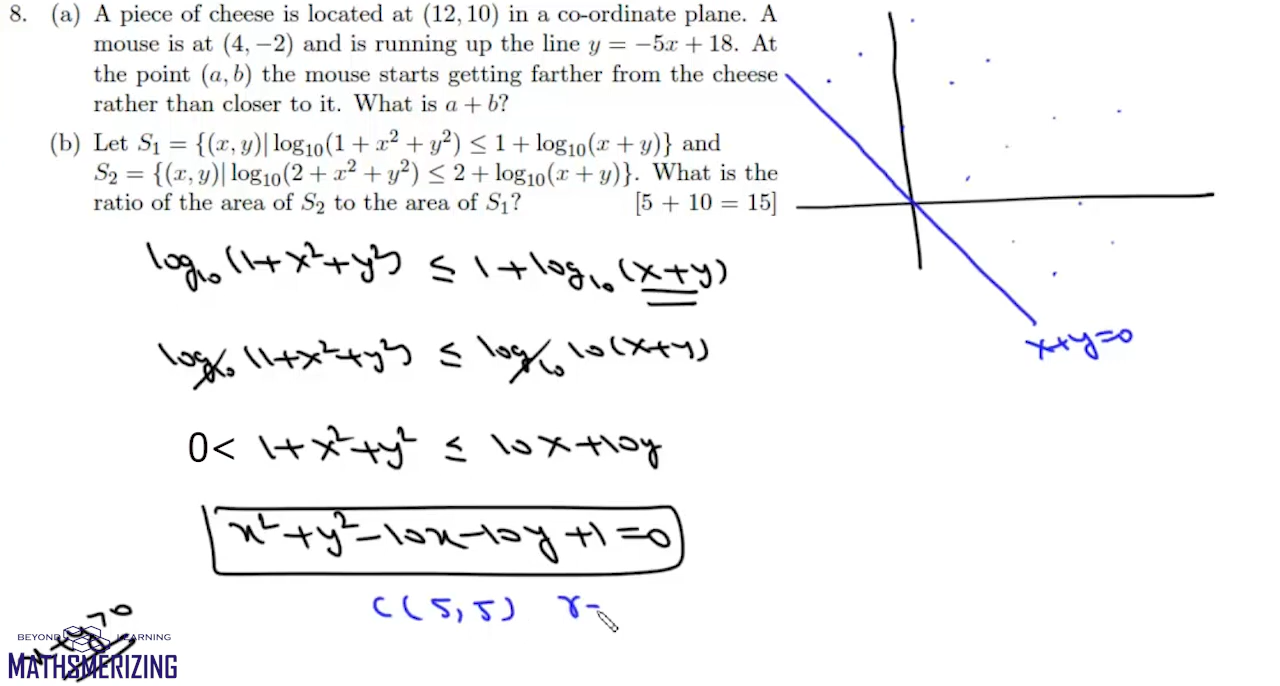 8. (a) A piece of cheese is located at (12, 10) in a co-ordinate plane. A
mouse is at (4, −2) and is running up the line y = −5x + 18. At
the point (a, b) the mouse starts getting farther from the cheese
rather than closer to it. What is a + b?
(b) Let S₁ = {(x, y)| log₁₀(1 + x² + y²) ≤ 1 + log₁₀(x + y)} and
S₂ = {(x, y)| log₁₀(2 + x² + y²) ≤ 2 + log₁₀(x + y)}. What is the
ratio of the area of S₂ to the area of S₁? [5 + 10 = 15]
log₁₀ (1+x²+y²) ≤ 1+log₁₀ (x+y)
log₁₀ (1+x²+y²) ≤ log₁₀ 10(x+y)
0< 1+x²+y² ≤ 10x+10y
x²+y²-10x-10y+1=0
C(5,5) r=
x+y=0
x+y>0
BEYOND LEARNING
MATHSMERIZING